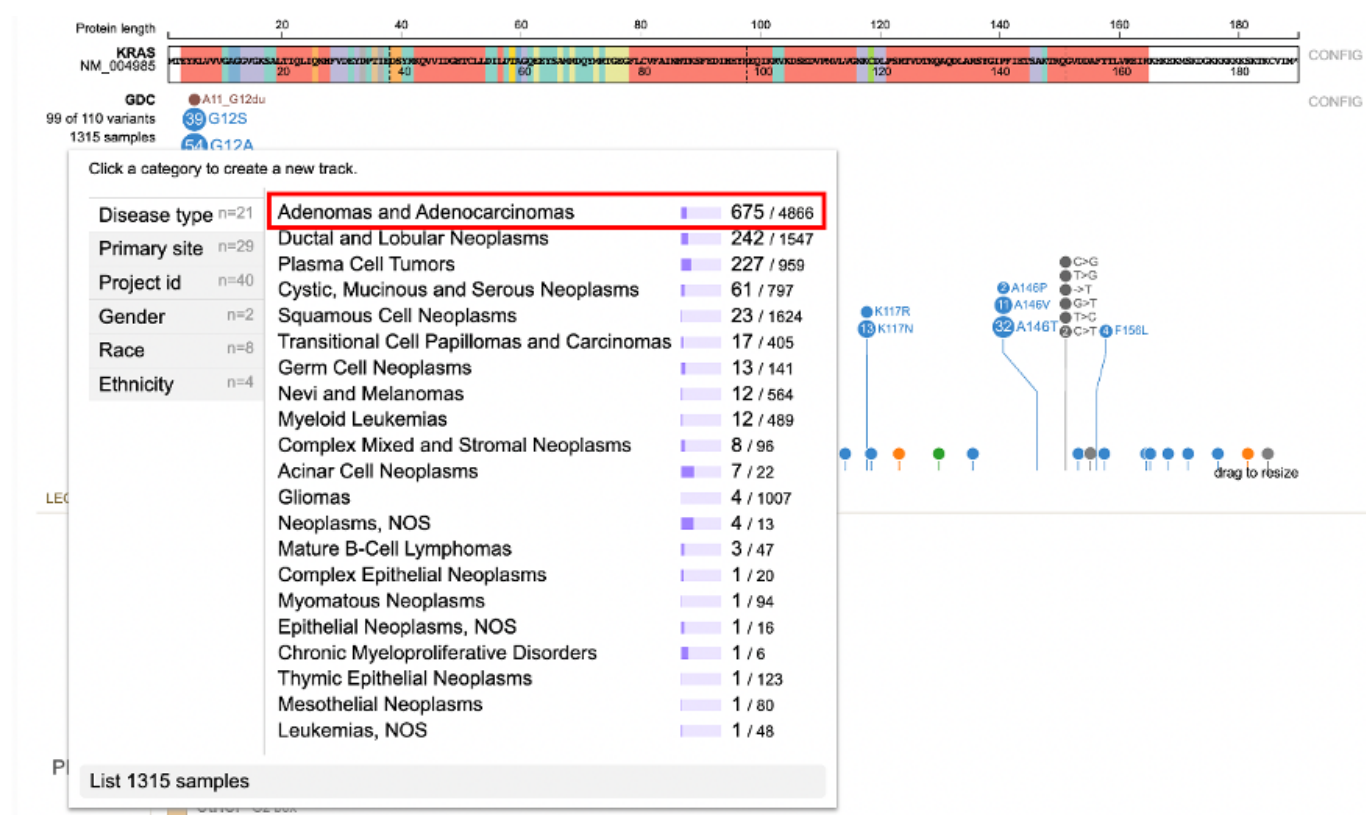 Protein length 20 40 60 80 100 120 140 160 180
KRAS
NM_004985
CONFIG
20 40 60 80 100 120 140 160 180
GDC
A11_G12du
CONFIG
99 of 110 variants
39 G12S
1315 samples
54 G12A
Click a category to create a new track.
Disease type n=21
Primary site n=29
Project id n=40
Gender n=2
Race n=8
Ethnicity n=4
Adenomas and Adenocarcinomas 675 / 4866
Ductal and Lobular Neoplasms 242 / 1547
Plasma Cell Tumors 227 / 959
Cystic, Mucinous and Serous Neoplasms 61 / 797
Squamous Cell Neoplasms 23 / 1624
Transitional Cell Papillomas and Carcinomas 17 / 405
Germ Cell Neoplasms 13 / 141
Nevi and Melanomas 12 / 564
Myeloid Leukemias 12 / 489
Complex Mixed and Stromal Neoplasms 8 / 96
Acinar Cell Neoplasms 7 / 22
Gliomas 4 / 1007
Neoplasms, NOS 4 / 13
Mature B-Cell Lymphomas 3 / 47
Complex Epithelial Neoplasms 1 / 20
Myomatous Neoplasms 1 / 94
Epithelial Neoplasms, NOS 1 / 16
Chronic Myeloproliferative Disorders 1 / 6
Thymic Epithelial Neoplasms 1 / 123
Mesothelial Neoplasms 1 / 80
Leukemias, NOS 1 / 48
List 1315 samples
K117R
13 K117N
2 A146P
11 A146V
32 A146T
C>G
T>G
->T
G>T
T>C
2 C>T
4 F156L
drag to resize